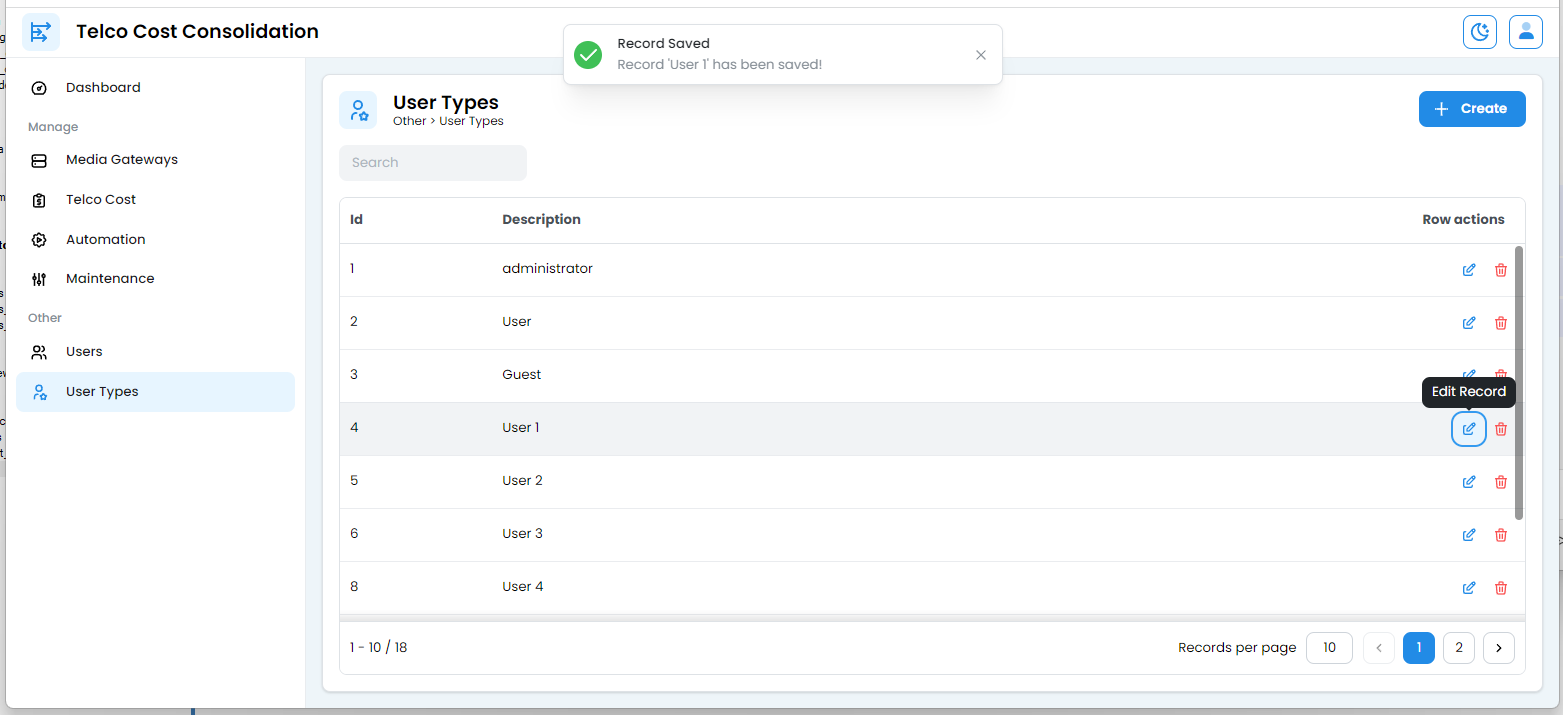 Telco Cost Consolidation
Record Saved
Record 'User 1' has been saved!
Dashboard
Manage
Media Gateways
Telco Cost
Automation
Maintenance
Other
Users
User Types
User Types
Other > User Types
Create
Search
Id Description Row actions
1 administrator
2 User
3 Guest
Edit Record
4 User 1
5 User 2
6 User 3
8 User 4
1 - 10 / 18 Records per page 10 < 1 2 >